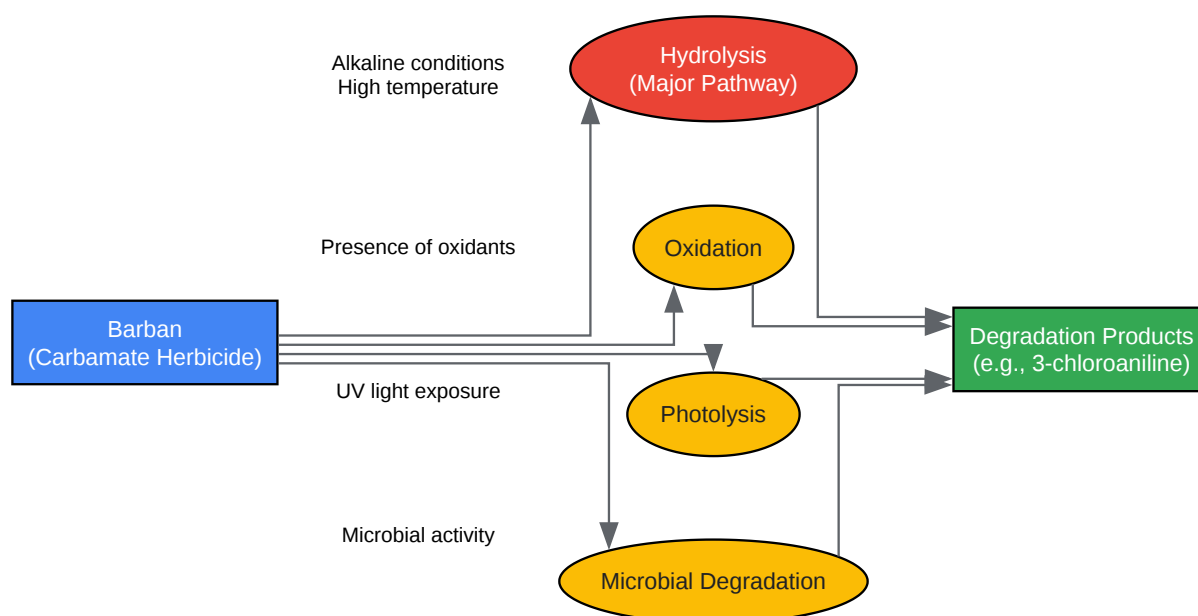 Alkaline conditions
High temperature
Hydrolysis
(Major Pathway)
Presence of oxidants
Oxidation
Barban
(Carbamate Herbicide)
Degradation Products
(e.g., 3-chloroaniline)
UV light exposure
Photolysis
Microbial activity
Microbial Degradation